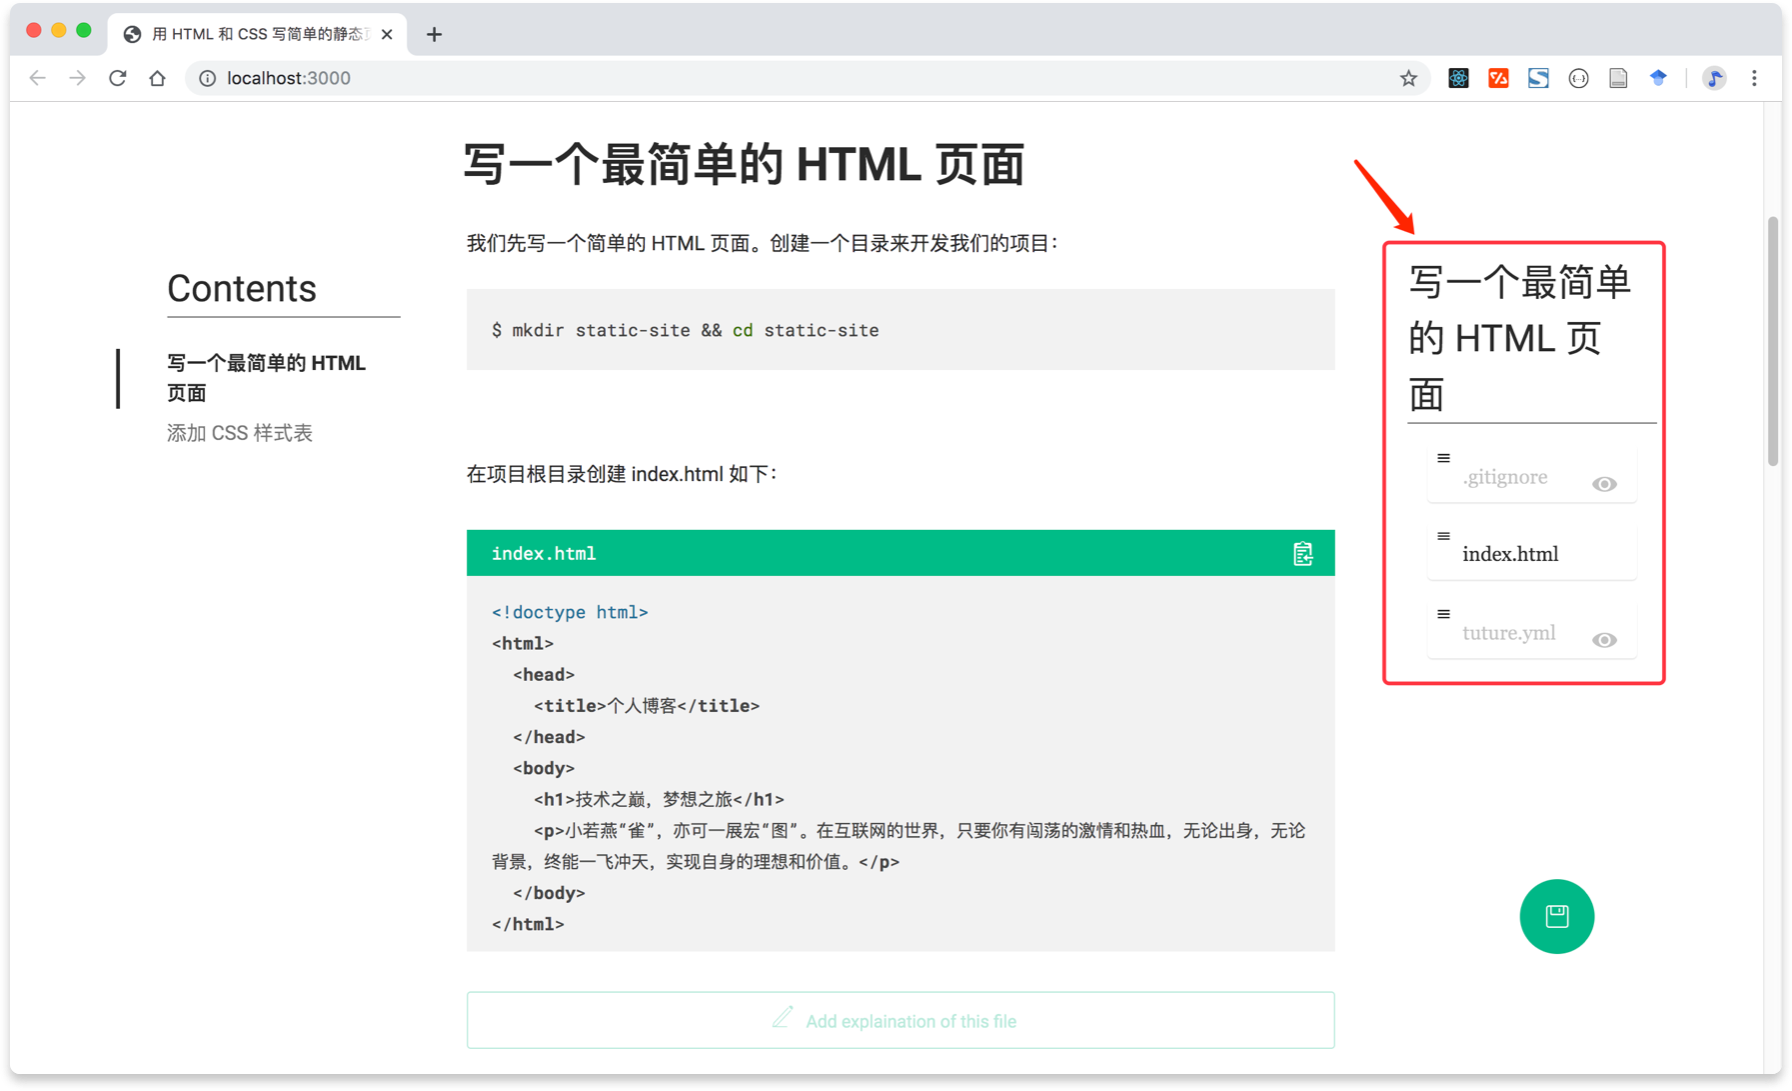 用 HTML 和 CSS 写简单的静态
localhost:3000
写一个最简单的 HTML 页面
我们先写一个简单的 HTML 页面。创建一个目录来开发我们的项目：
$ mkdir static-site && cd static-site
在项目根目录创建 index.html 如下：
index.html
<!doctype html>
<html>
<head>
<title>个人博客</title>
</head>
<body>
<h1>技术之巅，梦想之旅</h1>
<p>小若燕“雀”，亦可一展宏“图”。在互联网的世界，只要你有闯荡的激情和热血，无论出身，无论
背景，终能一飞冲天，实现自身的理想和价值。</p>
</body>
</html>
Add explaination of this file
Contents
写一个最简单的 HTML
页面
添加 CSS 样式表
写一个最简单
的 HTML 页
面
.gitignore
index.html
tuture.yml